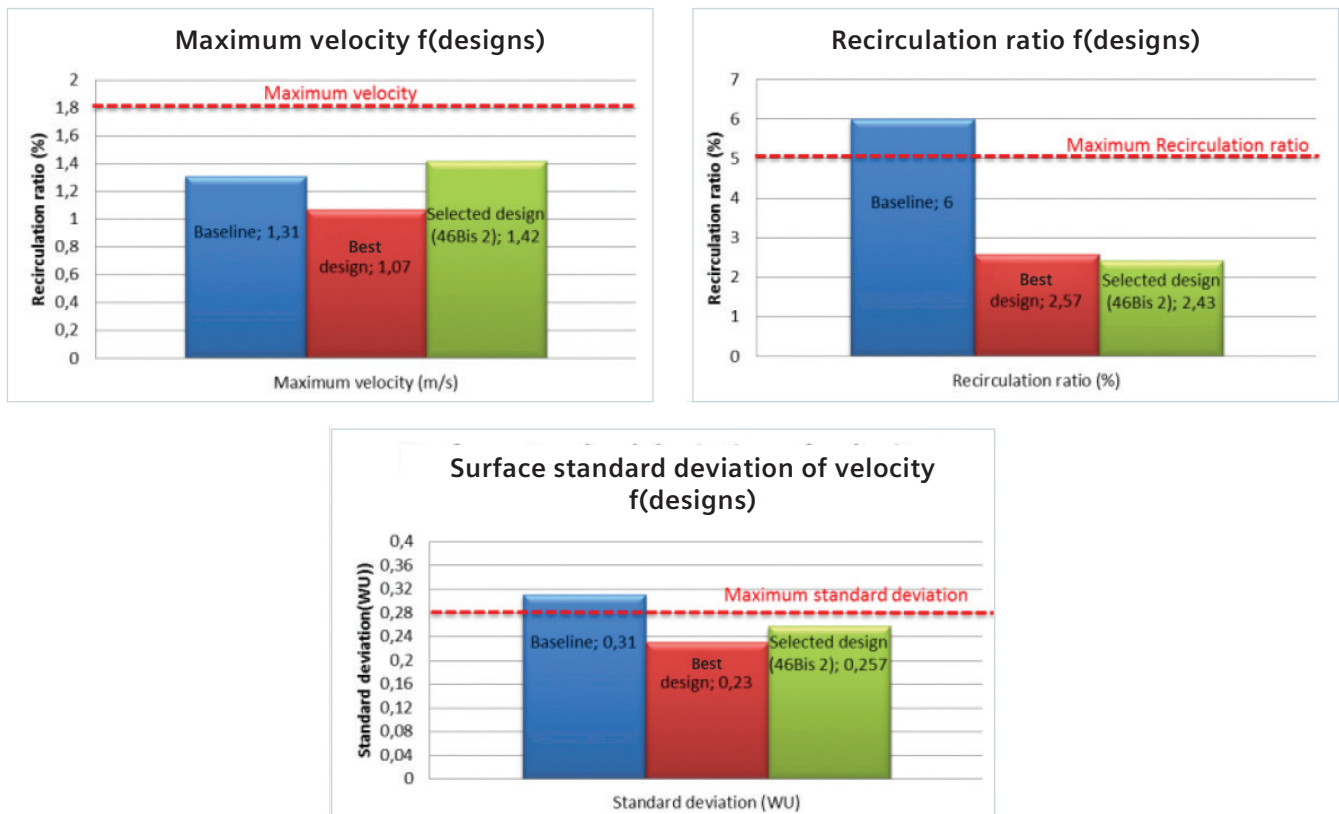 Maximum velocity f(designs)
Recirculation ratio (%)
2
1,8
1,6
1,4
1,2
1
0,8
0,6
0,4
0,2
0
Maximum velocity
Baseline; 1,31
Best
design; 1,07
Selected design
(46Bis 2); 1,42
Maximum velocity (m/s)
Recirculation ratio f(designs)
Recirculation ratio (%)
7
6
5
4
3
2
1
0
Maximum Recirculation ratio
Baseline; 6
Best
design; 2,57
Selected design
(46Bis 2); 2,43
Recirculation ratio (%)
Surface standard deviation of velocity
f(designs)
Standard deviation(WU))
0,4
0,36
0,32
0,28
0,24
0,2
0,16
0,12
0,08
0,04
0
Maximum standard deviation
Baseline; 0,31
Best
design; 0,23
Selected design
(46Bis 2); 0,257
Standard deviation (WU)